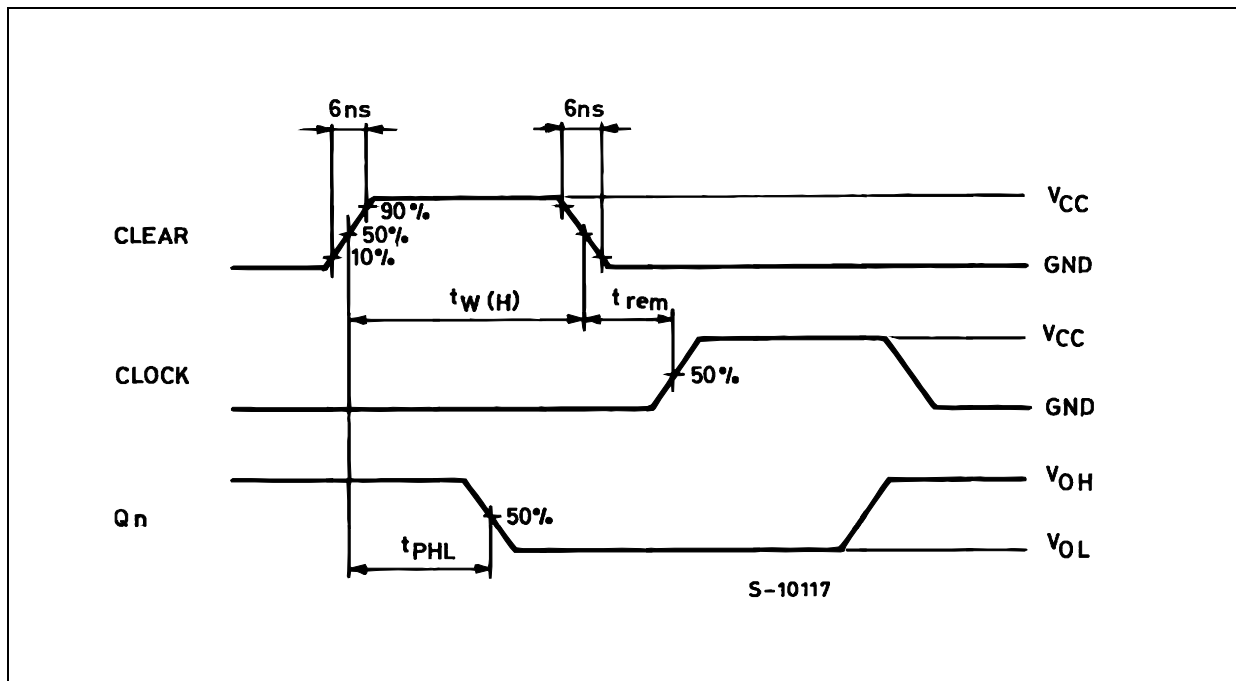 6ns 6ns
VCC
90%
CLEAR 50%
10% GND
tW(H) trem
VCC
CLOCK 50%
GND
VOH
Qn 50%
tPHL VOL
S-10117